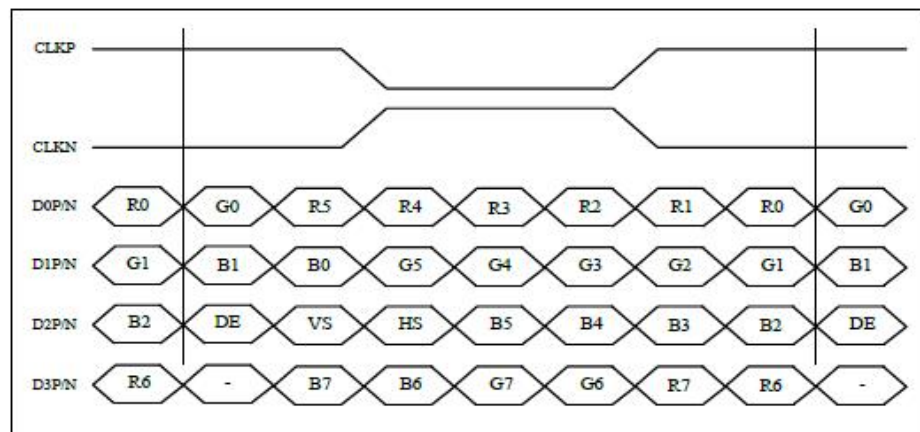 CLKP
CLKN
D0P/N R0 G0 R5 R4 R3 R2 R1 R0 G0
D1P/N G1 B1 B0 G5 G4 G3 G2 G1 B1
D2P/N B2 DE VS HS B5 B4 B3 B2 DE
D3P/N R6 - B7 B6 G7 G6 R7 R6 -